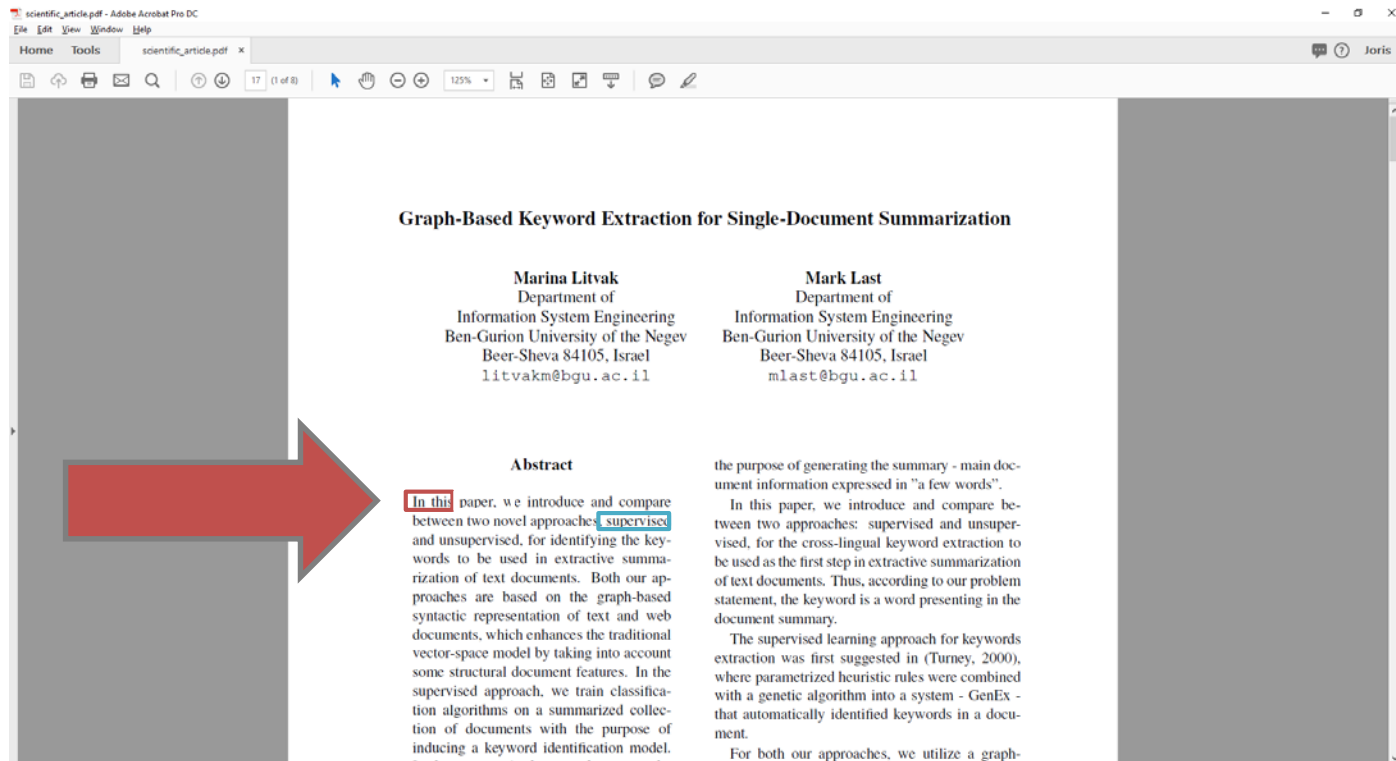 scientific_article.pdf - Adobe Acrobat Pro DC
File Edit View Window Help
Home Tools scientific_article.pdf × Joris
17 (1 of 8) 125%
Graph-Based Keyword Extraction for Single-Document Summarization
Marina Litvak
Department of
Information System Engineering
Ben-Gurion University of the Negev
Beer-Sheva 84105, Israel
litvakm@bgu.ac.il
Mark Last
Department of
Information System Engineering
Ben-Gurion University of the Negev
Beer-Sheva 84105, Israel
mlast@bgu.ac.il
Abstract
In this paper, we introduce and compare
between two novel approaches, supervised
and unsupervised, for identifying the key-
words to be used in extractive summa-
rization of text documents. Both our ap-
proaches are based on the graph-based
syntactic representation of text and web
documents, which enhances the traditional
vector-space model by taking into account
some structural document features. In the
supervised approach, we train classifica-
tion algorithms on a summarized collec-
tion of documents with the purpose of
inducing a keyword identification model.
the purpose of generating the summary - main doc-
ument information expressed in ”a few words”.
In this paper, we introduce and compare be-
tween two approaches: supervised and unsuper-
vised, for the cross-lingual keyword extraction to
be used as the first step in extractive summarization
of text documents. Thus, according to our problem
statement, the keyword is a word presenting in the
document summary.
The supervised learning approach for keywords
extraction was first suggested in (Turney, 2000),
where parametrized heuristic rules were combined
with a genetic algorithm into a system - GenEx -
that automatically identified keywords in a docu-
ment.
For both our approaches, we utilize a graph-